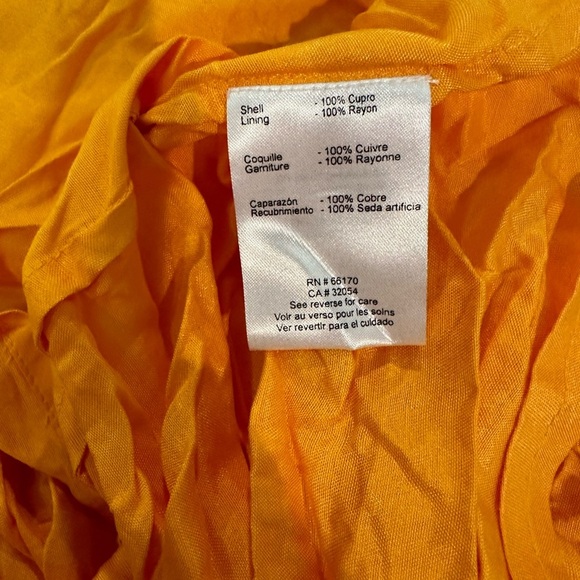 Shell - 100% Cupro
Lining - 100% Rayon
Coquille - 100% Cuivre
Garniture - 100% Rayonne
Caparazón - 100% Cobre
Recubrimiento - 100% Seda artificia
RN # 66170
CA # 32054
See reverse for care
Voir au verso pour les soins
Ver revertir para el cuidado